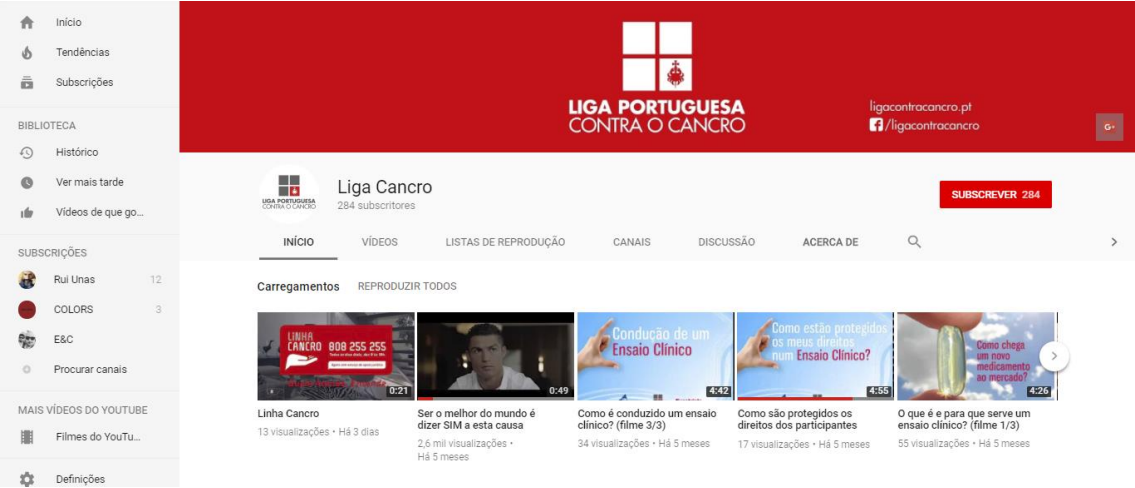 Início
Tendências
Subscrições
BIBLIOTECA
Histórico
Ver mais tarde
Vídeos de que go...
SUBSCRIÇÕES
Rui Unas 12
COLORS 3
E&C
Procurar canais
MAIS VÍDEOS DO YOUTUBE
Filmes do YouTu...
Definições
LIGA PORTUGUESA
CONTRA O CANCRO
ligacontracancro.pt
/ligacontracancro
G+
LIGA PORTUGUESA
CONTRA O CANCRO
Liga Cancro
284 subscritores
SUBSCREVER 284
INÍCIO VÍDEOS LISTAS DE REPRODUÇÃO CANAIS DISCUSSÃO ACERCA DE
Carregamentos REPRODUZIR TODOS
LINHA
CANCRO 808 255 255
0:21
Linha Cancro
13 visualizações • Há 3 dias
0:49
Ser o melhor do mundo é
dizer SIM a esta causa
2,6 mil visualizações •
Há 5 meses
Condução de um
Ensaio Clínico
4:42
Como é conduzido um ensaio
clínico? (filme 3/3)
34 visualizações • Há 5 meses
Como estão protegidos
os meus direitos
num Ensaio Clínico?
4:55
Como são protegidos os
direitos dos participantes
17 visualizações • Há 5 meses
Como chega
um novo
medicamento
ao mercado?
4:26
O que é e para que serve um
ensaio clínico? (filme 1/3)
55 visualizações • Há 5 meses